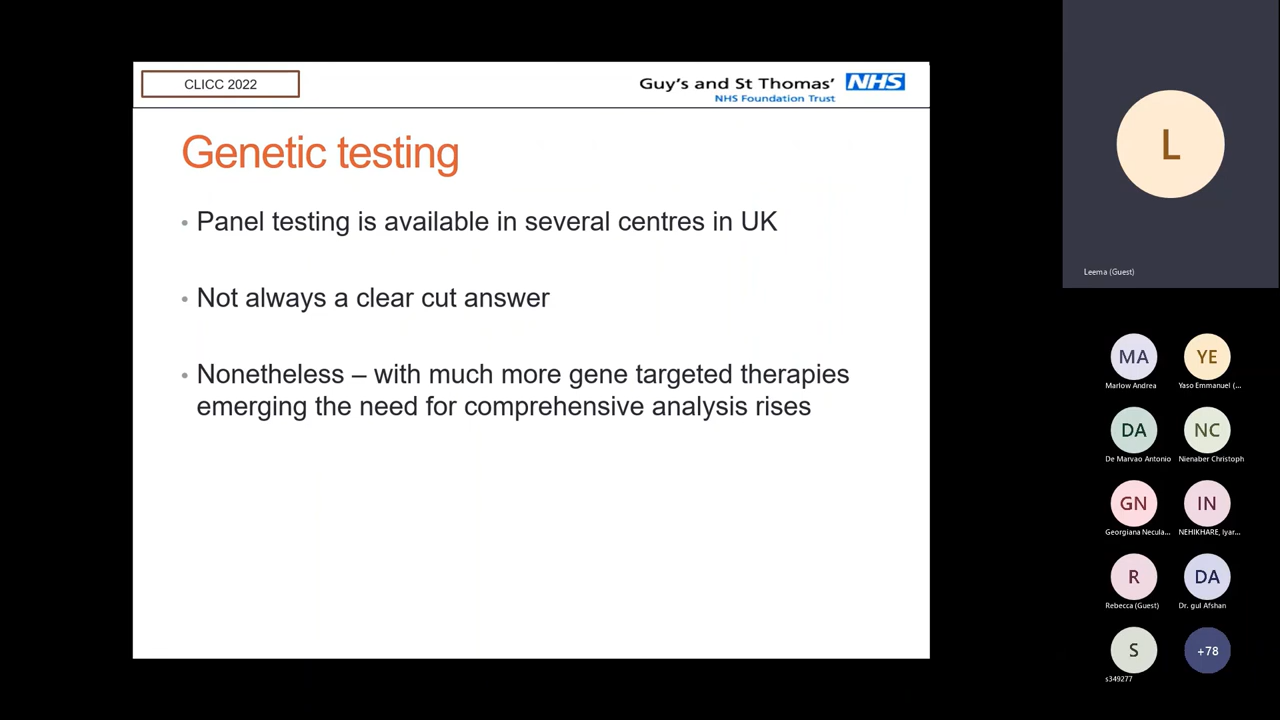 CLICC 2022
Guy's and St Thomas' NHS
NHS Foundation Trust
Genetic testing
• Panel testing is available in several centres in UK
• Not always a clear cut answer
• Nonetheless – with much more gene targeted therapies
emerging the need for comprehensive analysis rises
L
Leema (Guest)
MA
YE
Marlow Andrea
Yaso Emmanuel (...
DA
NC
De Marvao Antonio
Nienaber Christoph
GN
IN
Georgiana Necula...
NEHIKHARE, Iyar...
R
DA
Rebecca (Guest)
Dr. gul Afshan
S
+78
s349277